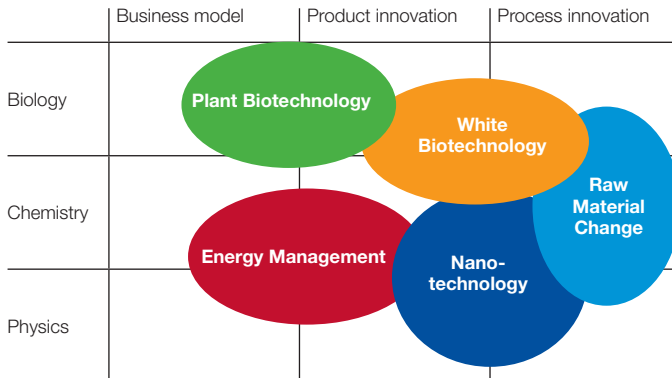 Business model Product innovation Process innovation
Biology
Plant Biotechnology
White
Biotechnology
Chemistry
Raw
Material
Change
Energy Management
Nano-
technology
Physics